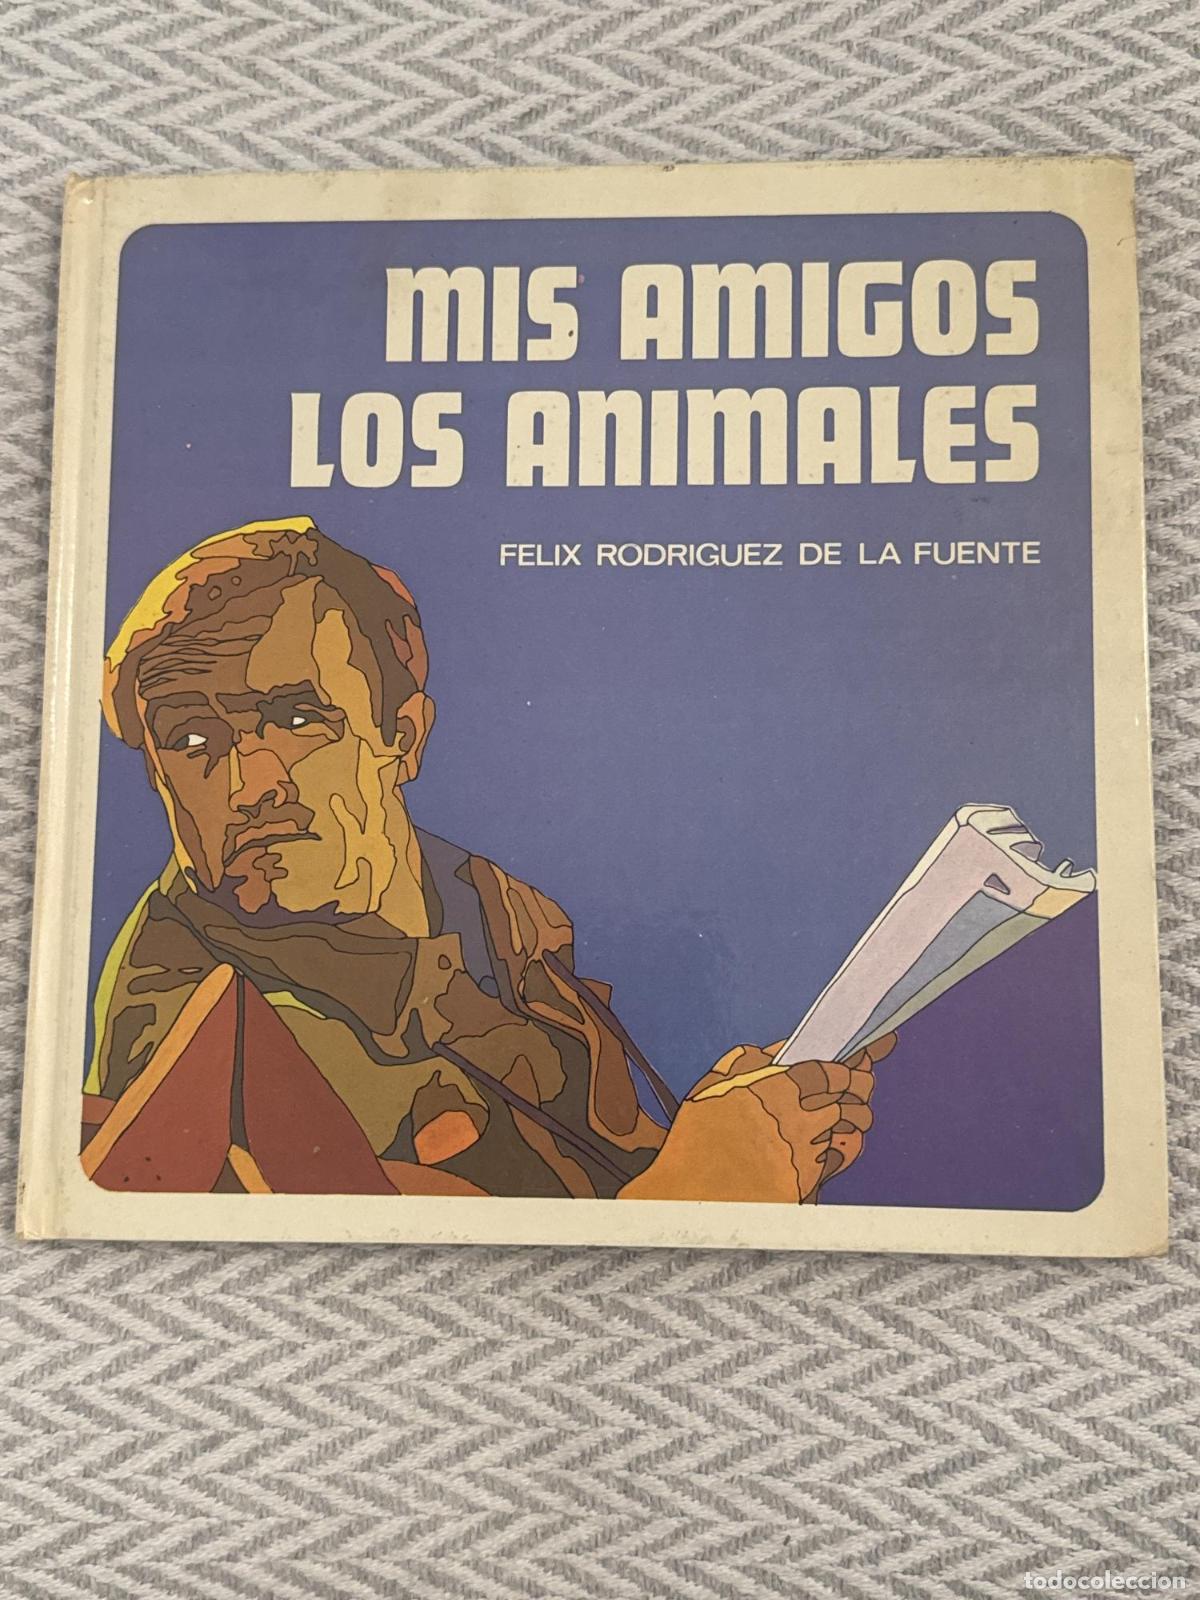 MIS AMIGOS
LOS ANIMALES
FELIX RODRIGUEZ DE LA FUENTE
todocoleccion